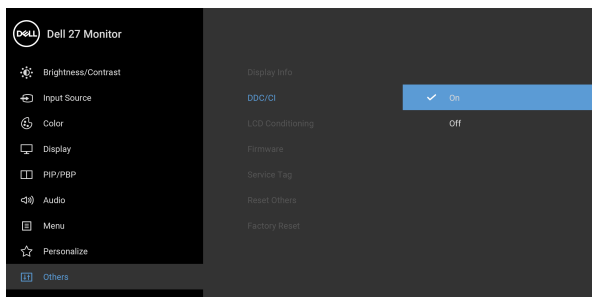 DELL Dell 27 Monitor
Brightness/Contrast
Input Source
Color
Display
PIP/PBP
Audio
Menu
Personalize
Others
Display Info
DDC/CI
LCD Conditioning
Firmware
Service Tag
Reset Others
Factory Reset
On
Off